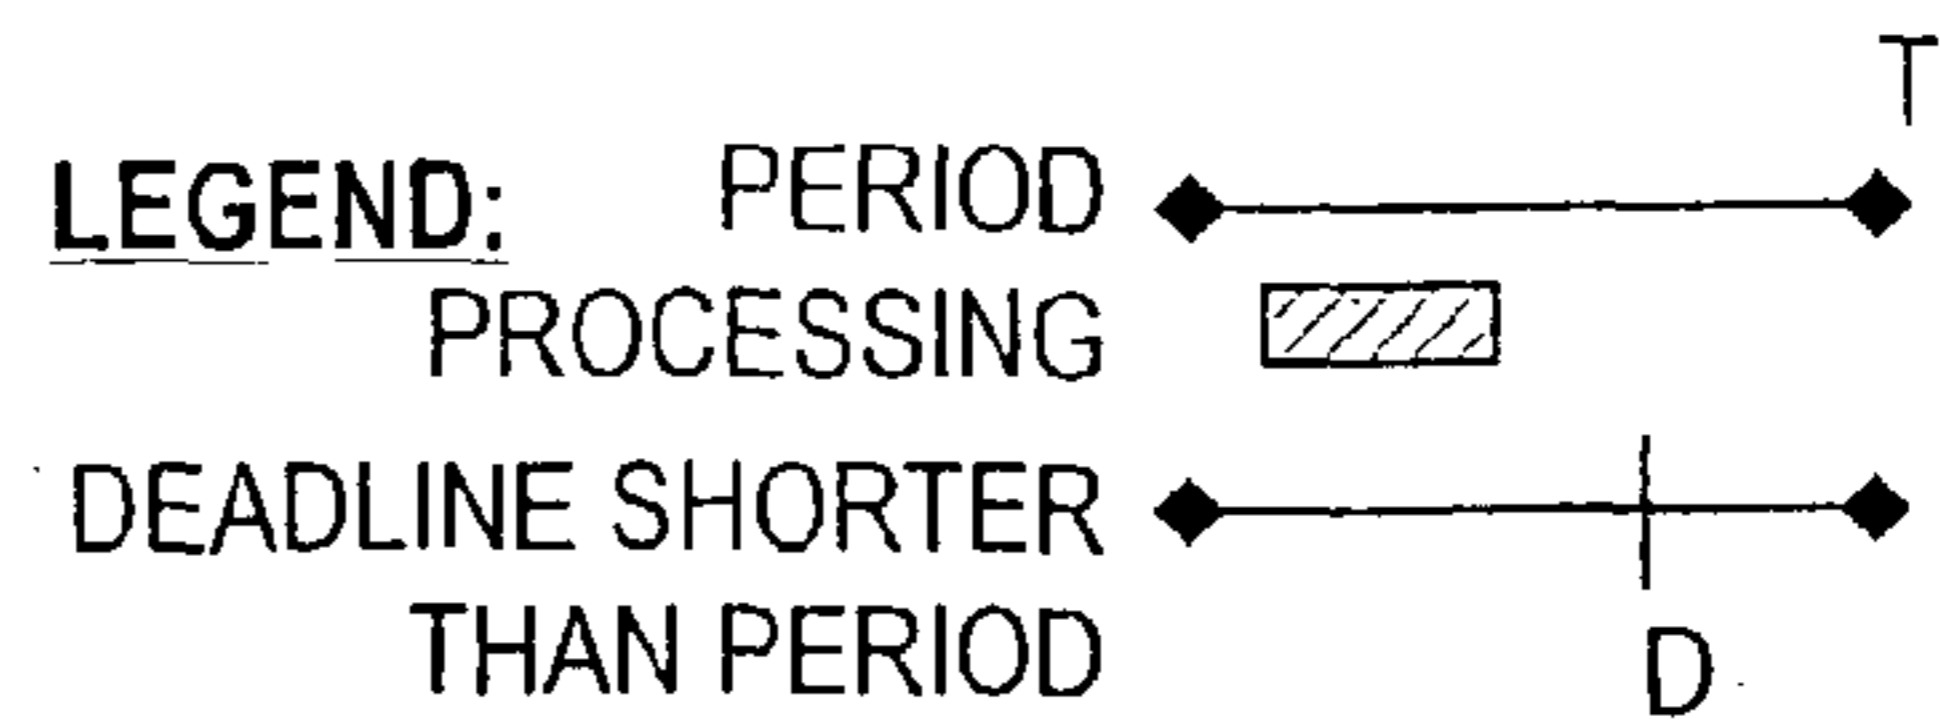 T
LEGEND: PERIOD
PROCESSING
DEADLINE SHORTER
THAN PERIOD
D